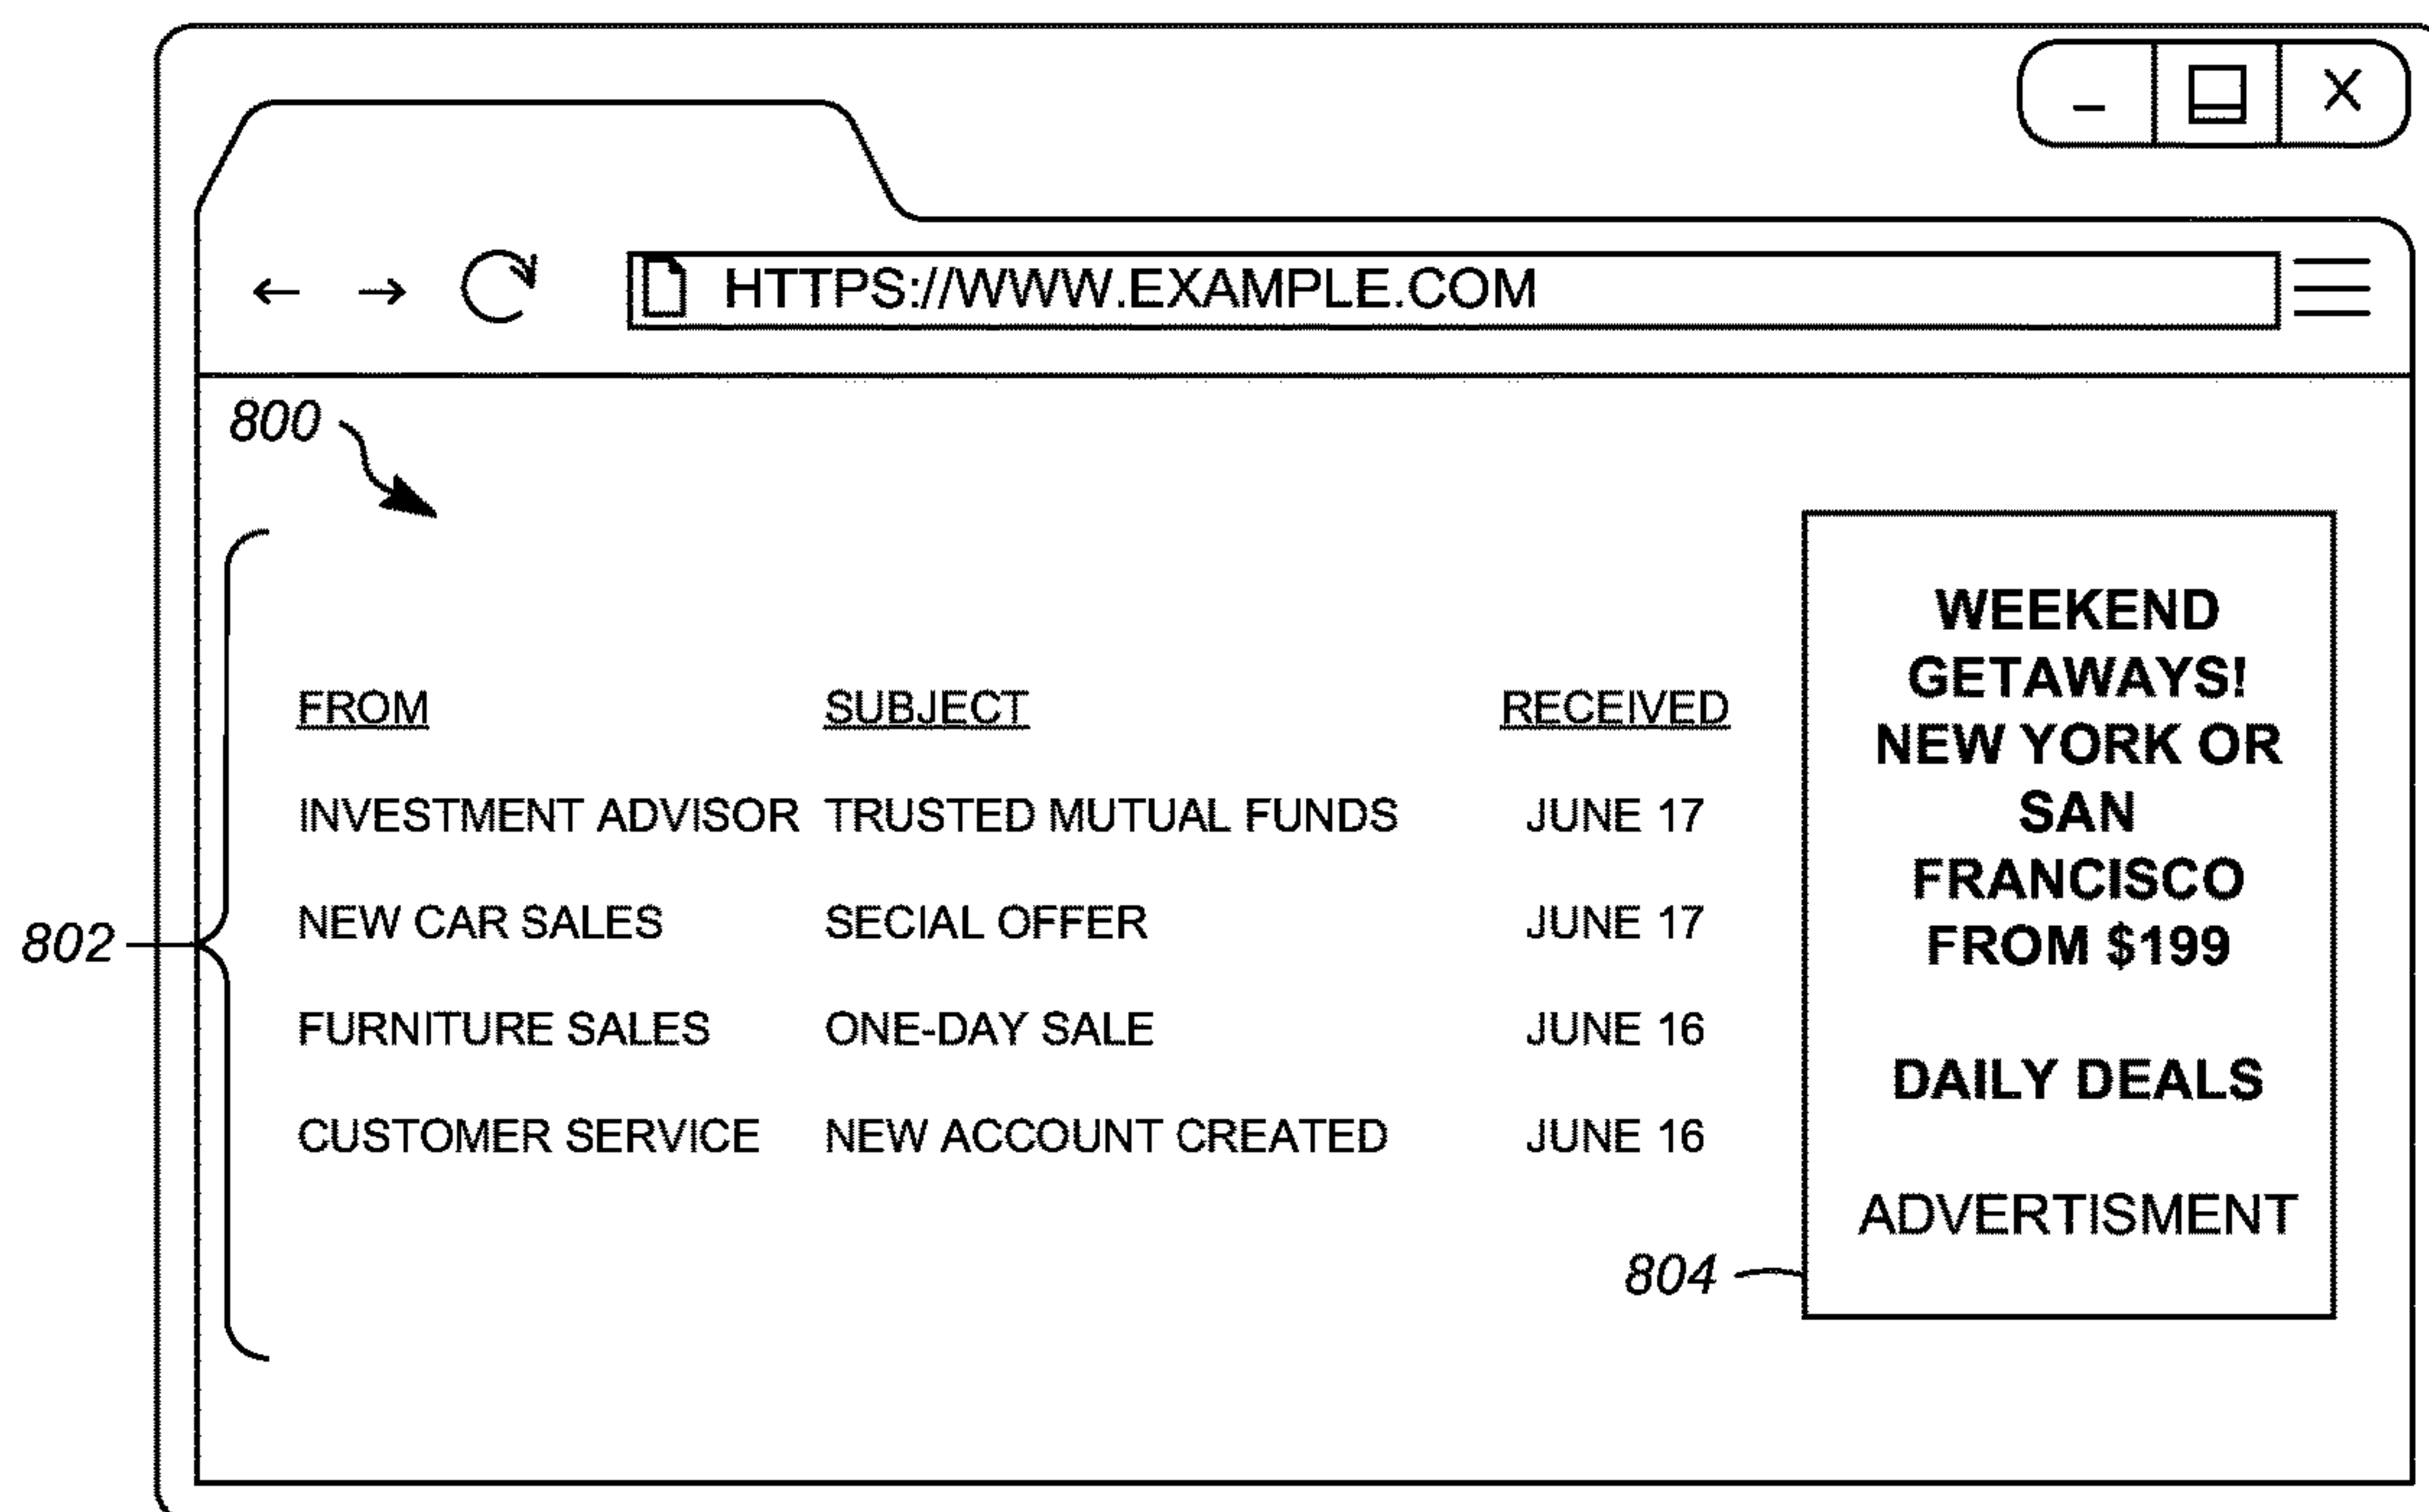 HTTPS://WWW.EXAMPLE.COM
800
802
FROM SUBJECT RECEIVED
INVESTMENT ADVISOR TRUSTED MUTUAL FUNDS JUNE 17
NEW CAR SALES SECIAL OFFER JUNE 17
FURNITURE SALES ONE-DAY SALE JUNE 16
CUSTOMER SERVICE NEW ACCOUNT CREATED JUNE 16
WEEKEND
GETAWAYS!
NEW YORK OR
SAN
FRANCISCO
FROM $199
DAILY DEALS
ADVERTISMENT
804